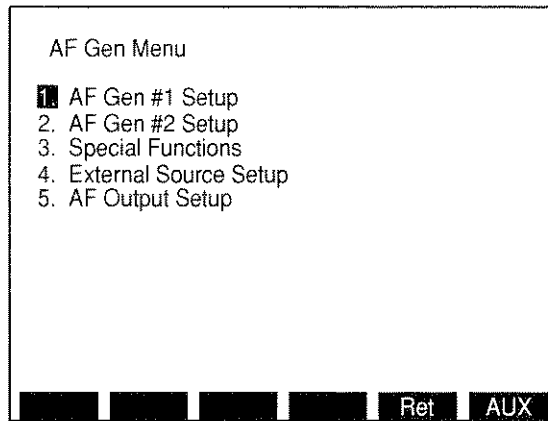 AF Gen Menu
1. AF Gen #1 Setup
2. AF Gen #2 Setup
3. Special Functions
4. External Source Setup
5. AF Output Setup
Ret AUX